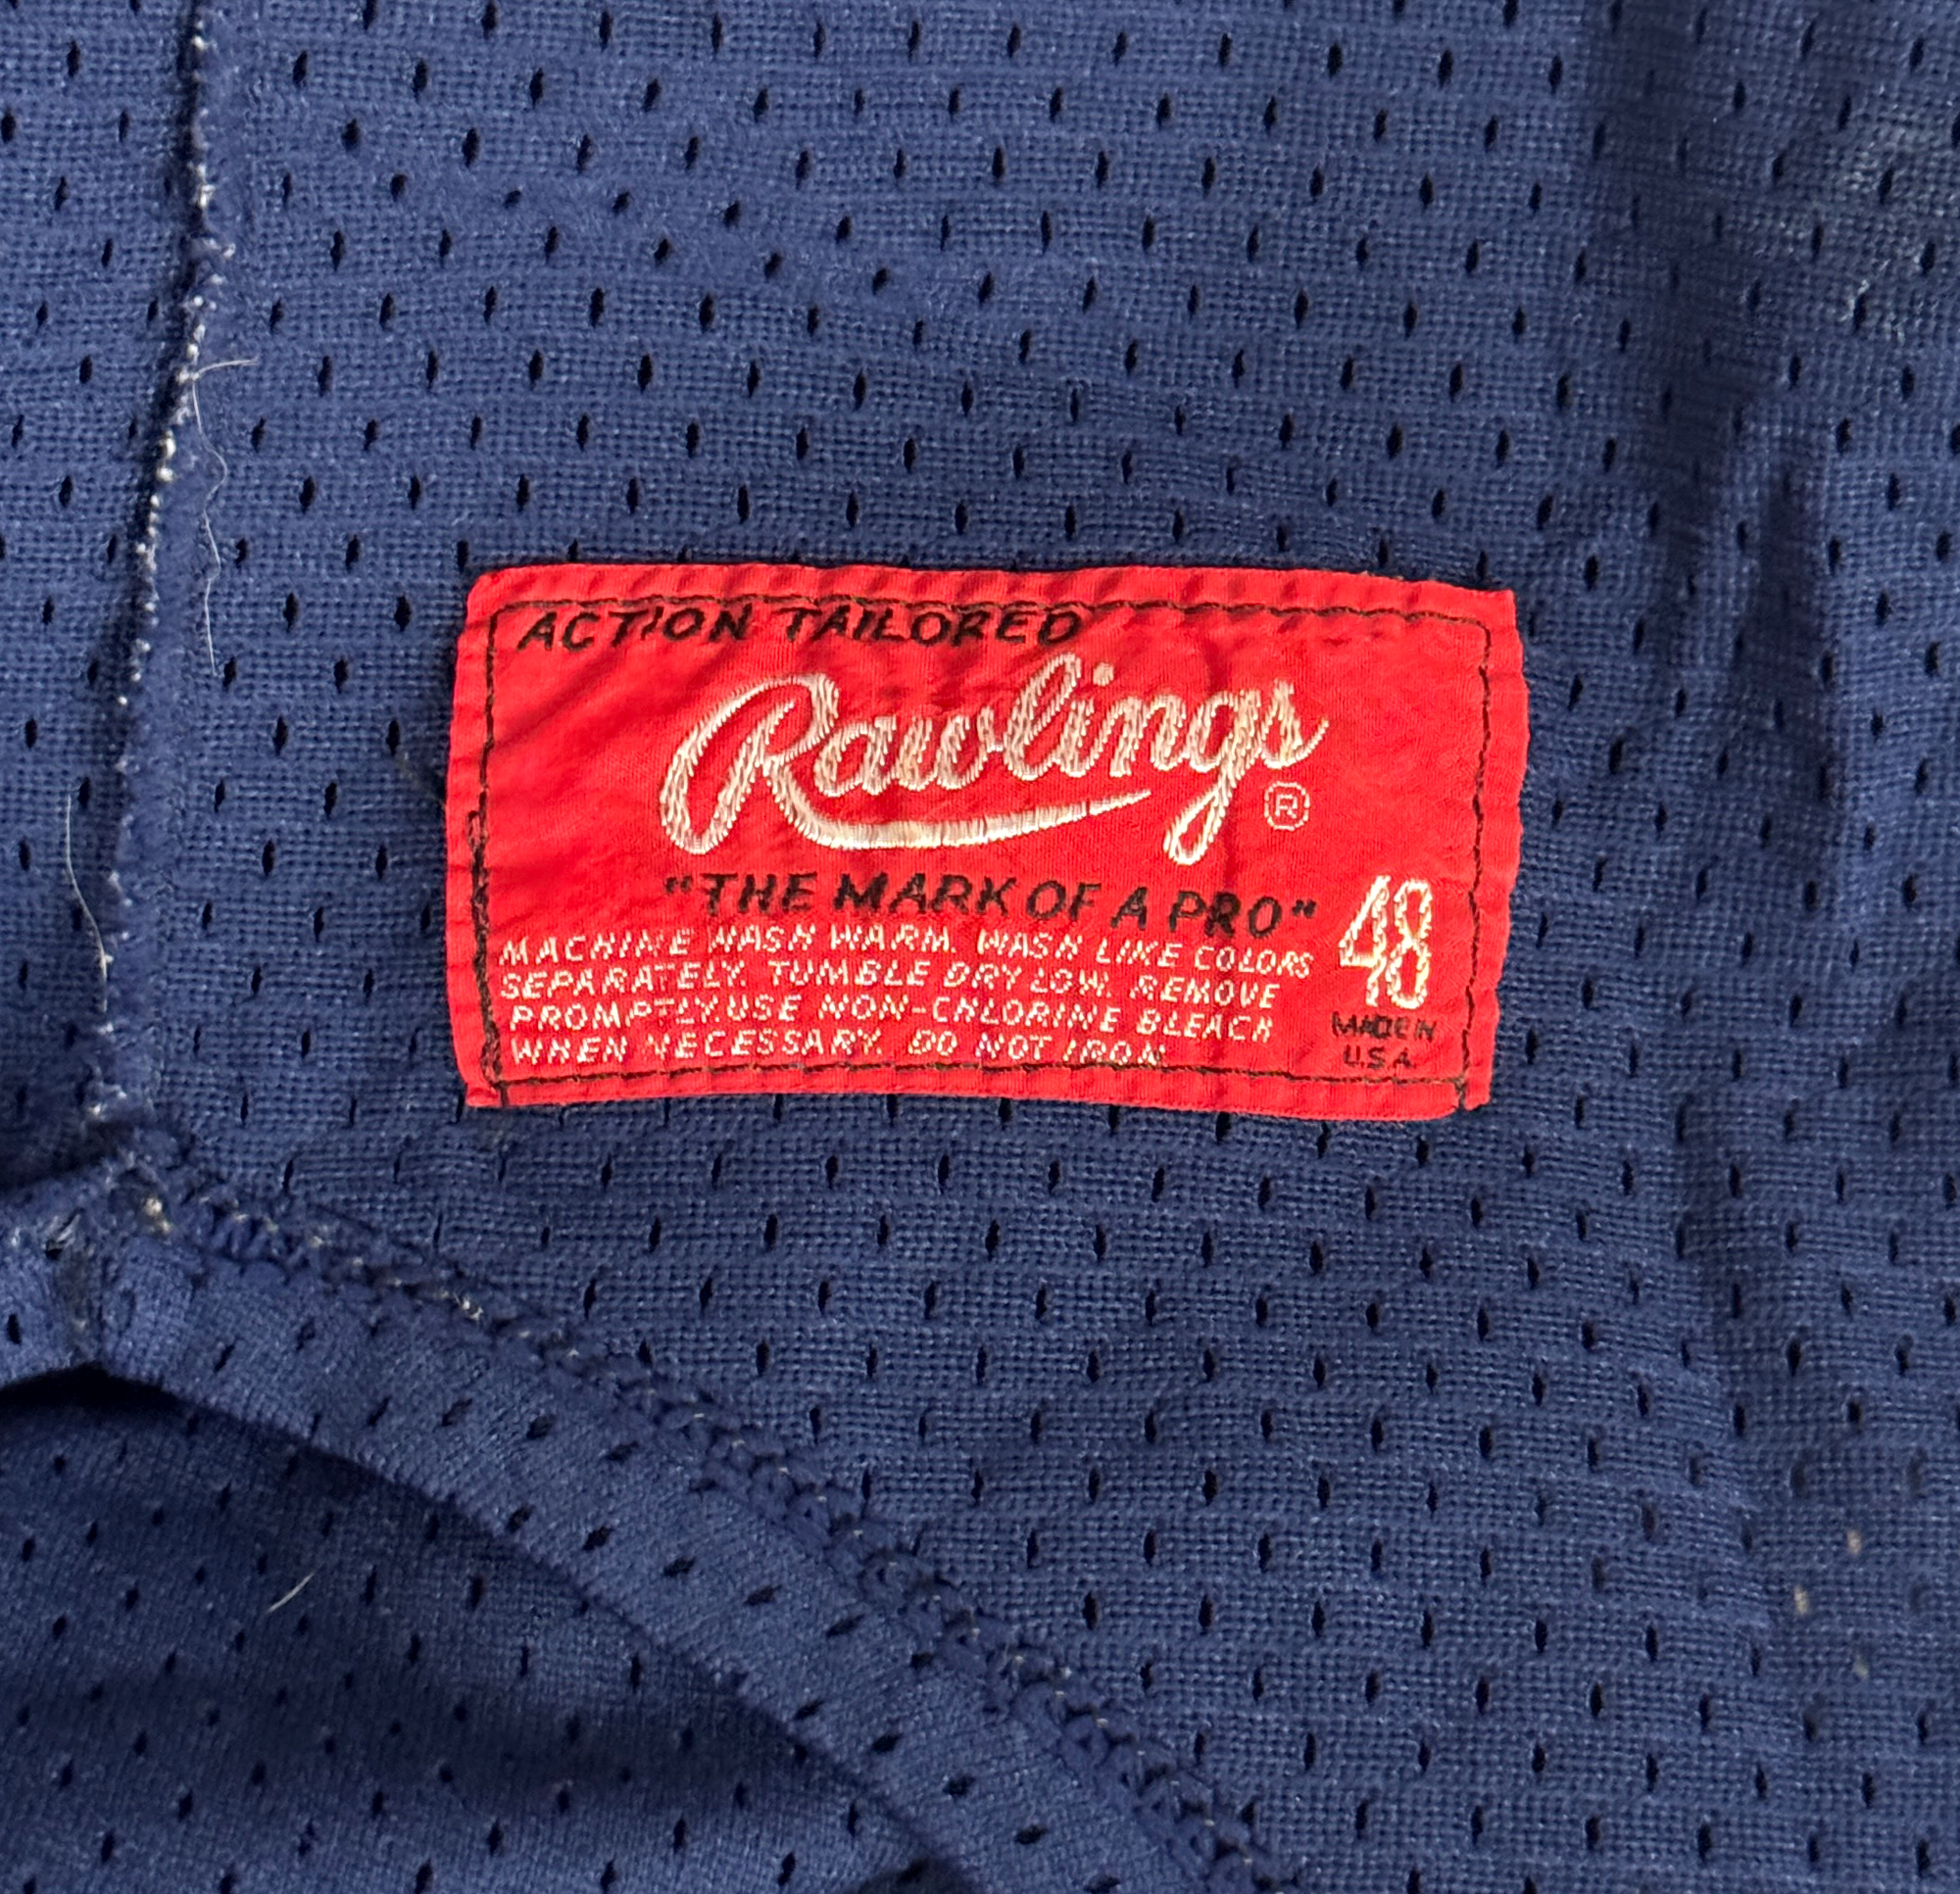 ACTION TAILORED
Rawlings ®
"THE MARK OF A PRO"
48
MACHINE WASH WARM. WASH LIKE COLORS
SEPARATELY. TUMBLE DRY LOW. REMOVE
PROMPTLY. USE NON-CHLORINE BLEACH
WHEN NECESSARY. DO NOT IRON.
MADE IN
U.S.A.